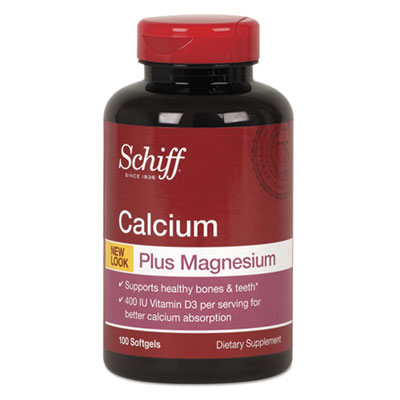 Schiff
SINCE 1936
Calcium
NEW
LOOK
Plus Magnesium
✓ Supports healthy bones & teeth*
✓ 400 IU Vitamin D3 per serving for
better calcium absorption
100 Softgels
Dietary Supplement